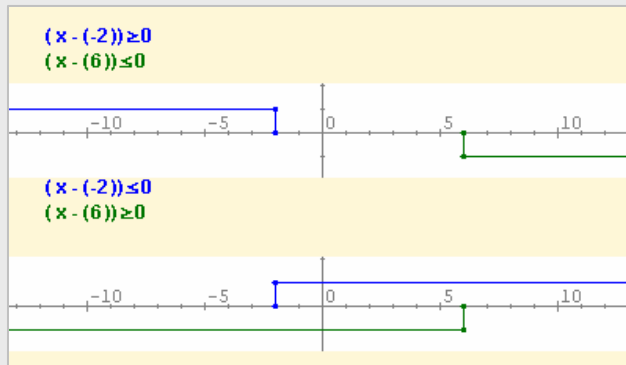 (x - (-2))≥0
(x - (6))≤0
-10 -5 0 5 10
(x - (-2))≤0
(x - (6))≥0
-10 -5 0 5 10